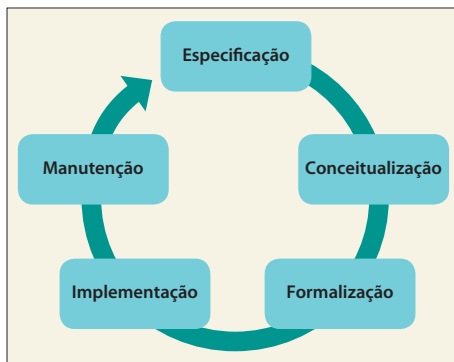 Especificação
Conceitualização
Formalização
Implementação
Manutenção